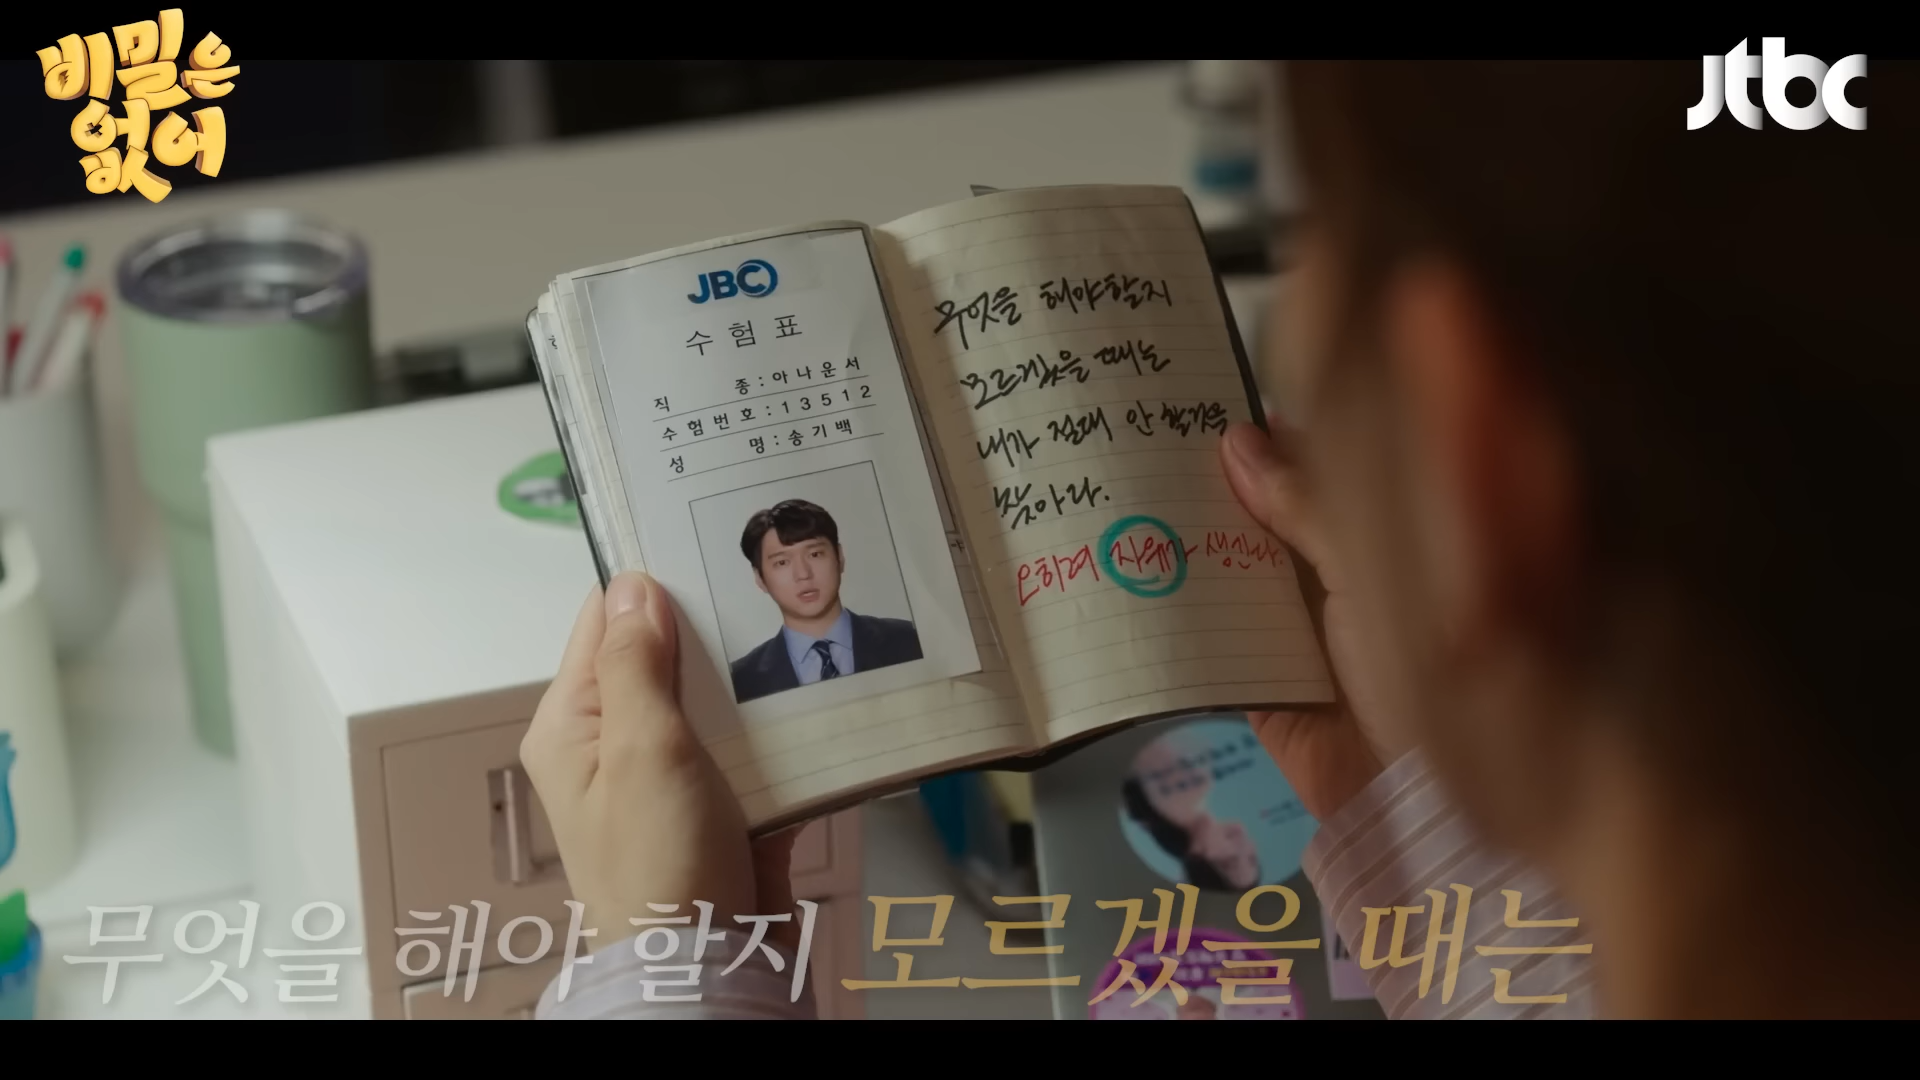 비밀은
없어
jtbc
JBC
수험표
직 종 : 아나운서
수험번호 : 13512
성 명 : 송기백
무엇을 해야할지
모르겠을 때는
내가 절대 안 할것을
찾아라.
오히려 자유가 생긴다.
무엇을 해야 할지 모르겠을 때는